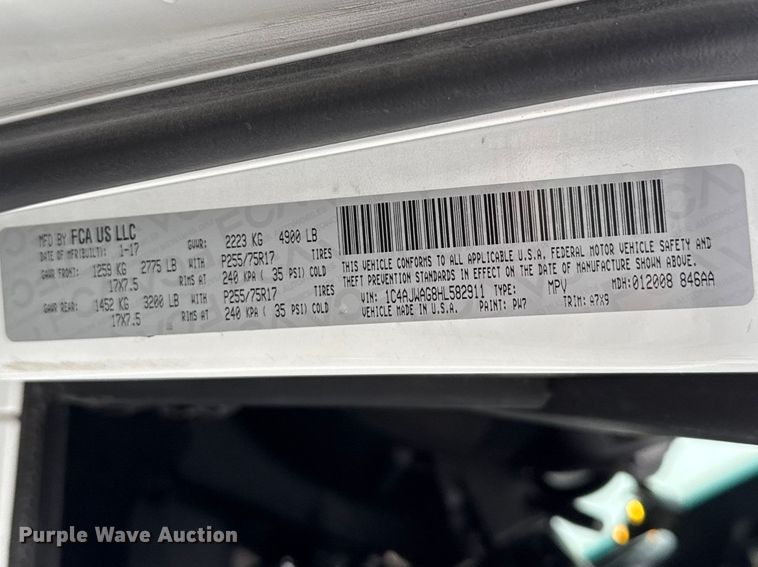 MFD BY FCA US LLC GVWR: 2223 KG 4900 LB
DATE OF MFR(BUILT): 1-17
GAWR FRONT: 1259 KG 2775 LB P255/75R17 TIRES
17X7.5 RIMS AT 240 KPA ( 35 PSI) COLD
GAWR REAR: 1452 KG 3200 LB P255/75R17 TIRES
17X7.5 RIMS AT 240 KPA ( 35 PSI) COLD
THIS VEHICLE CONFORMS TO ALL APPLICABLE U.S.A. FEDERAL MOTOR VEHICLE SAFETY AND
THEFT PREVENTION STANDARDS IN EFFECT ON THE DATE OF MANUFACTURE SHOWN ABOVE.
VIN: 1C4AJWAG8HL582911 TYPE: MPV MDH: 012008 846AA
VEHICLE MADE IN U.S.A. PAINT: PW7 TRIM: A7X9
Purple Wave Auction